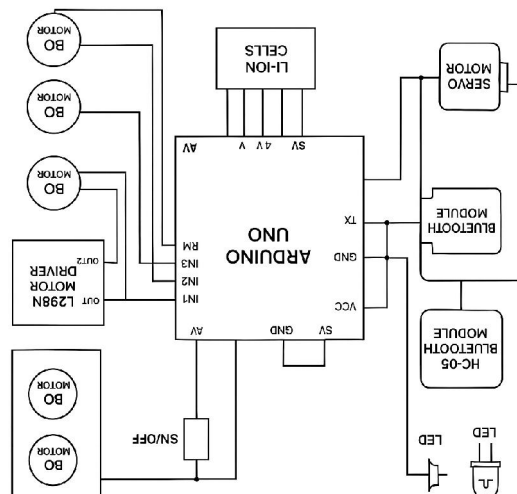 LED
LED
SN/OFF
BO
MOTOR
BO
MOTOR
HC-05
BLUETOOTH
MODULE
SV
GND
AV
VCC
GND
TX
ARDUINO
UNO
IN1
IN2
IN3
RM
OUT
L298N
MOTOR
DRIVER
OUT2
BLUETOOTH
MODULE
BO
MOTOR
BO
MOTOR
BO
MOTOR
SERVO
MOTOR
SV
4 V
V
AV
LI-ION
CELLS